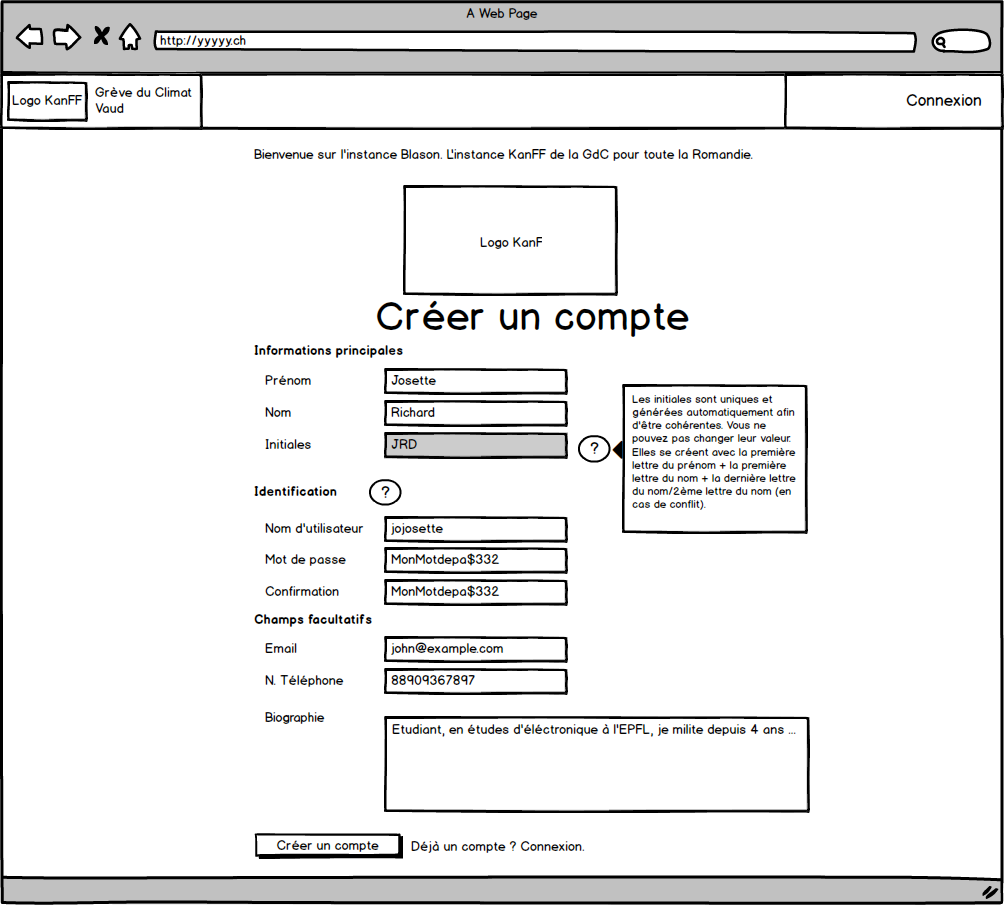 A Web Page
http://yyyyy.ch
Logo KanFF
Grève du Climat
Vaud
Connexion
Bienvenue sur l'instance Blason. L'instance KanFF de la GdC pour toute la Romandie.
Logo KanF
Créer un compte
Informations principales
Prénom
Josette
Nom
Richard
Initiales
JRD
?
Les initiales sont uniques et
générées automatiquement afin
d'être cohérentes. Vous ne
pouvez pas changer leur valeur.
Elles se créent avec la première
lettre du prénom + la première
lettre du nom + la dernière lettre
du nom/2ème lettre du nom (en
cas de conflit).
Identification
?
Nom d'utilisateur
jojosette
Mot de passe
MonMotdepa$332
Confirmation
MonMotdepa$332
Champs facultatifs
Email
john@example.com
N. Téléphone
88909367897
Biographie
Etudiant, en études d'éléctronique à l'EPFL, je milite depuis 4 ans ...
Créer un compte
Déjà un compte ? Connexion.